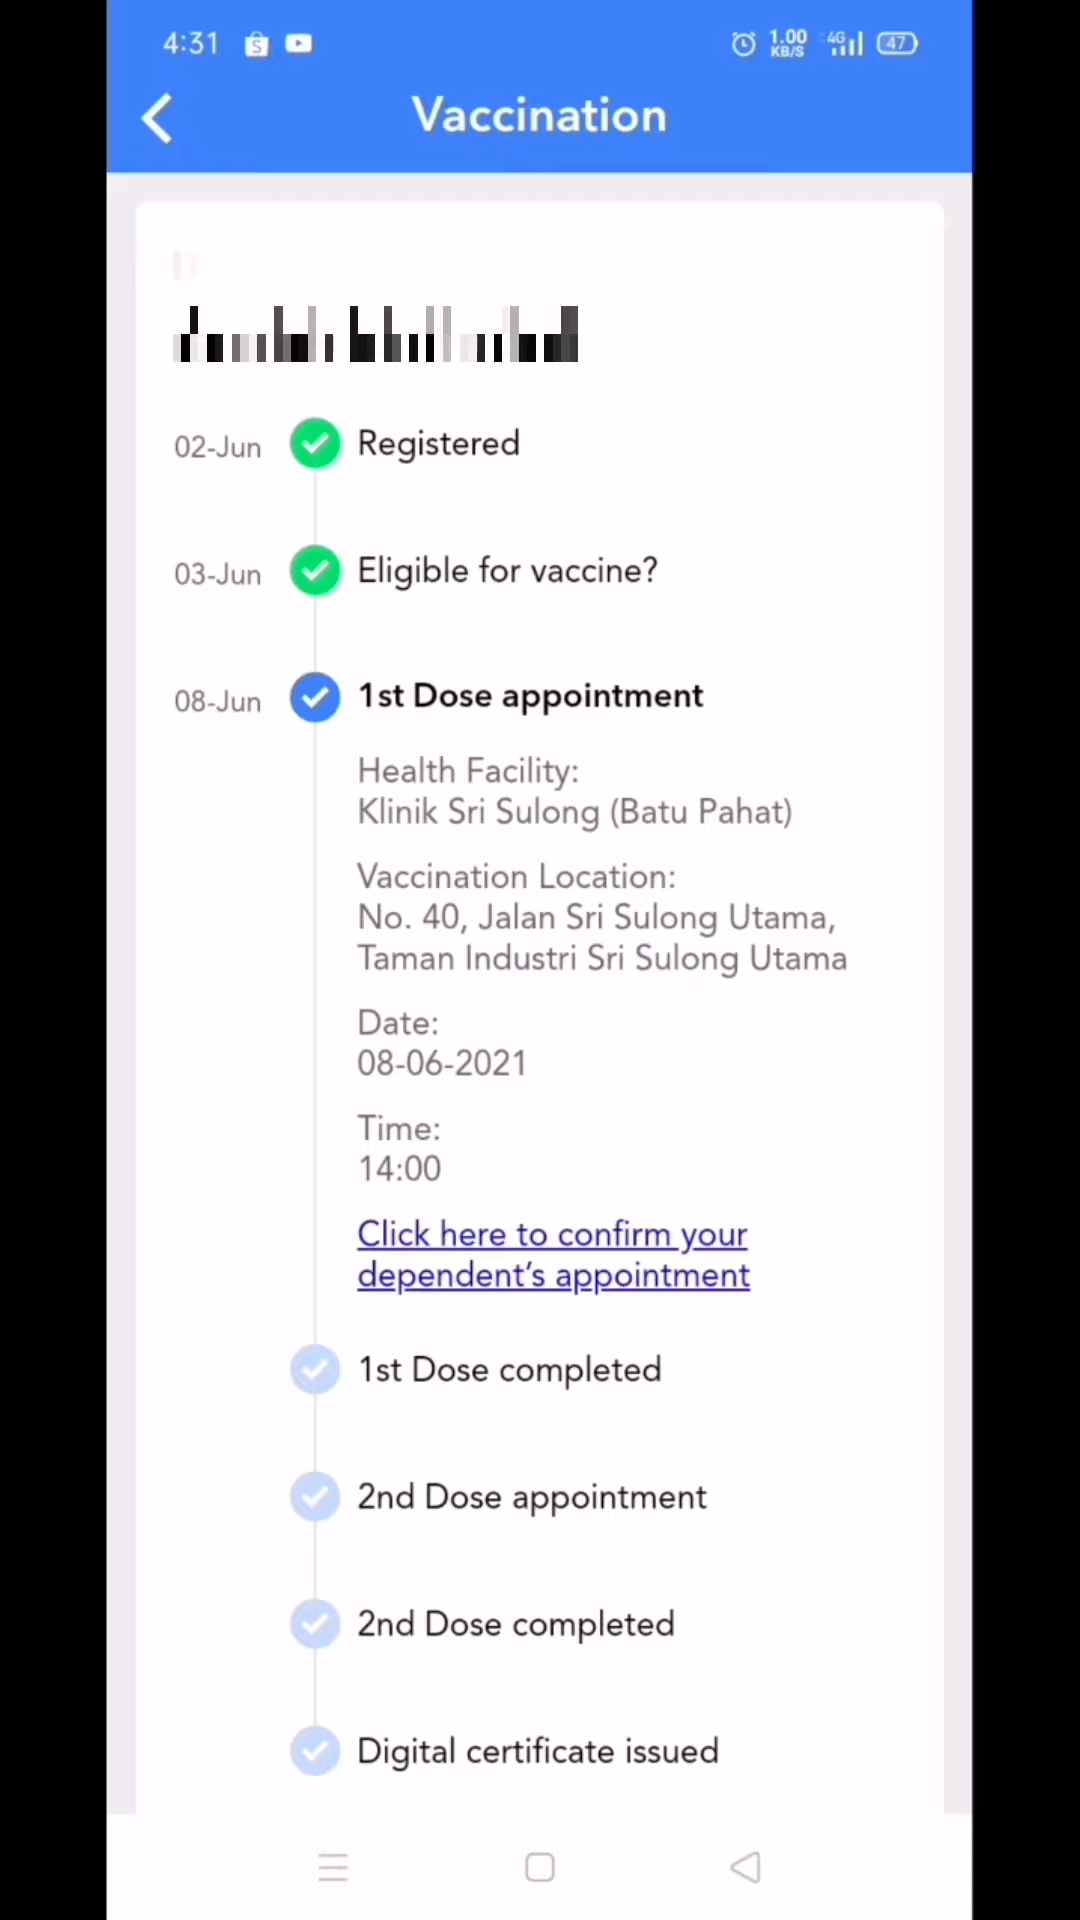 4:31
1.00
KB/S
4G
47
Vaccination
02-Jun
Registered
03-Jun
Eligible for vaccine?
08-Jun
1st Dose appointment
Health Facility:
Klinik Sri Sulong (Batu Pahat)
Vaccination Location:
No. 40, Jalan Sri Sulong Utama,
Taman Industri Sri Sulong Utama
Date:
08-06-2021
Time:
14:00
Click here to confirm your
dependent's appointment
1st Dose completed
2nd Dose appointment
2nd Dose completed
Digital certificate issued